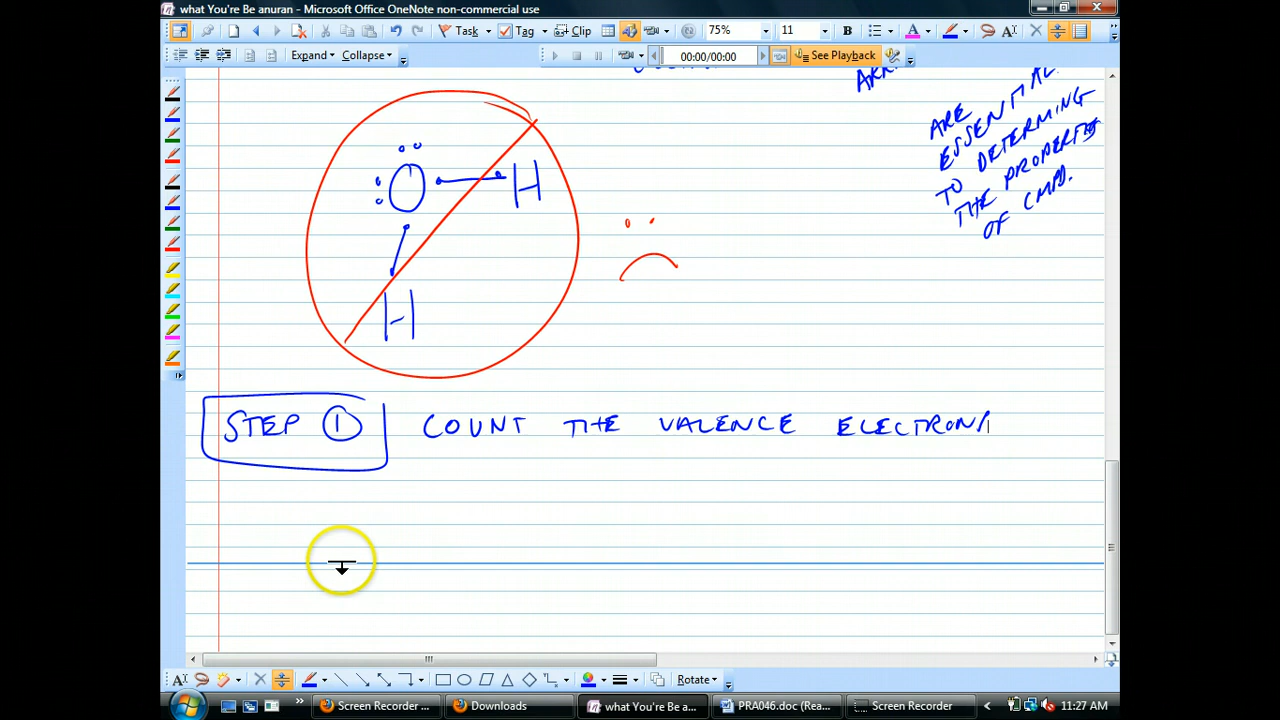 what You're Be anuran - Microsoft Office OneNote non-commercial use
Task Tag Clip 75% 11 B A
Expand Collapse 00:00/00:00 See Playback
ARE
ESSENTIAL
TO DETERMING
THE PROPERTIES
OF CMPD.
O H
H
STEP 1 COUNT THE VALENCE ELECTRONS
Rotate
Screen Recorder ... Downloads what You're Be a... PRA046.doc (Rea... Screen Recorder 11:27 AM